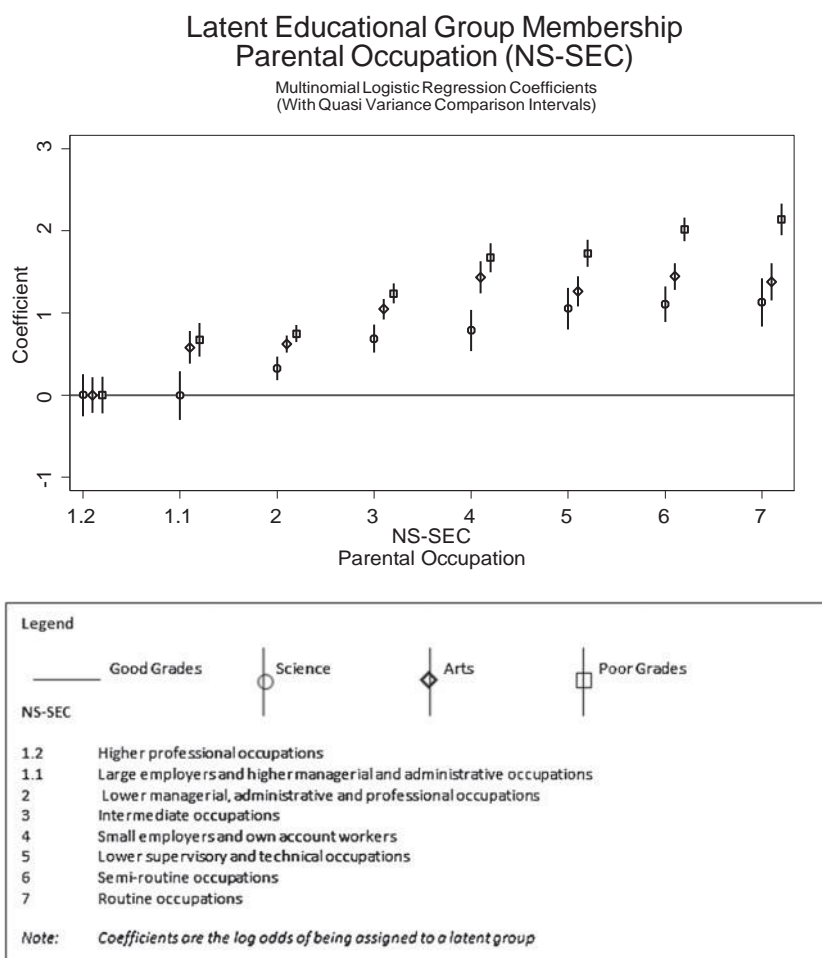 Latent Educational Group Membership
Parental Occupation (NS-SEC)
Multinomial Logistic Regression Coefficients
(With Quasi Variance Comparison Intervals)
3
2
1
0
-1
Coefficient
1.2 1.1 2 3 4 5 6 7
NS-SEC
Parental Occupation
Legend
Good Grades Science Arts Poor Grades
NS-SEC
1.2 Higher professional occupations
1.1 Large employers and higher managerial and administrative occupations
2 Lower managerial, administrative and professional occupations
3 Intermediate occupations
4 Small employers and own account workers
5 Lower supervisory and technical occupations
6 Semi-routine occupations
7 Routine occupations
Note: Coefficients are the log odds of being assigned to a latent group